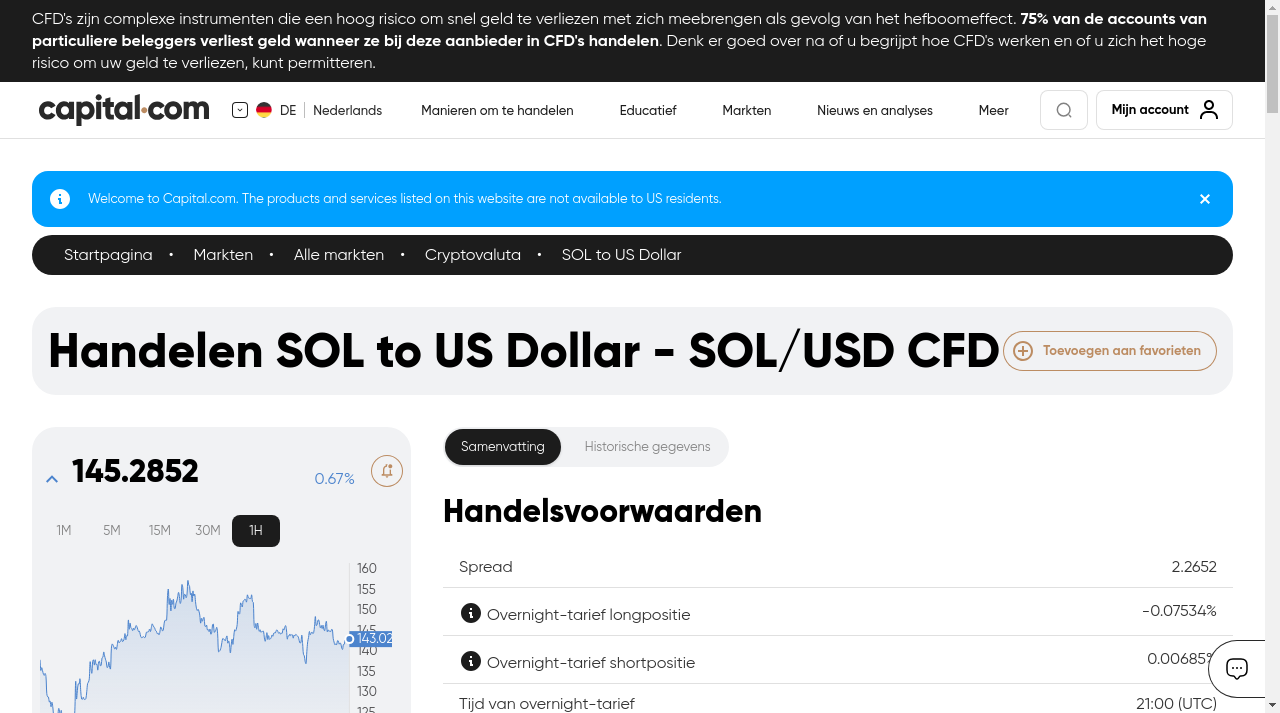 CFD's zijn complexe instrumenten die een hoog risico om snel geld te verliezen met zich meebrengen als gevolg van het hefboomeffect. 75% van de accounts van
particuliere beleggers verliest geld wanneer ze bij deze aanbieder in CFD's handelen. Denk er goed over na of u begrijpt hoe CFD's werken en of u zich het hoge
risico om uw geld te verliezen, kunt permitteren.
capital.com DE Nederlands Manieren om te handelen Educatief Markten Nieuws en analyses Meer Mijn account
Welcome to Capital.com. The products and services listed on this website are not available to US residents.
Startpagina • Markten • Alle markten • Cryptovaluta • SOL to US Dollar
Handelen SOL to US Dollar - SOL/USD CFD
Toevoegen aan favorieten
145.2852 0.67%
1M 5M 15M 30M 1H
160
155
150
145
143.02
140
135
130
125
Samenvatting Historische gegevens
Handelsvoorwaarden
Spread 2.2652
Overnight-tarief longpositie -0.07534%
Overnight-tarief shortpositie 0.00685%
Tijd van overnight-tarief 21:00 (UTC)